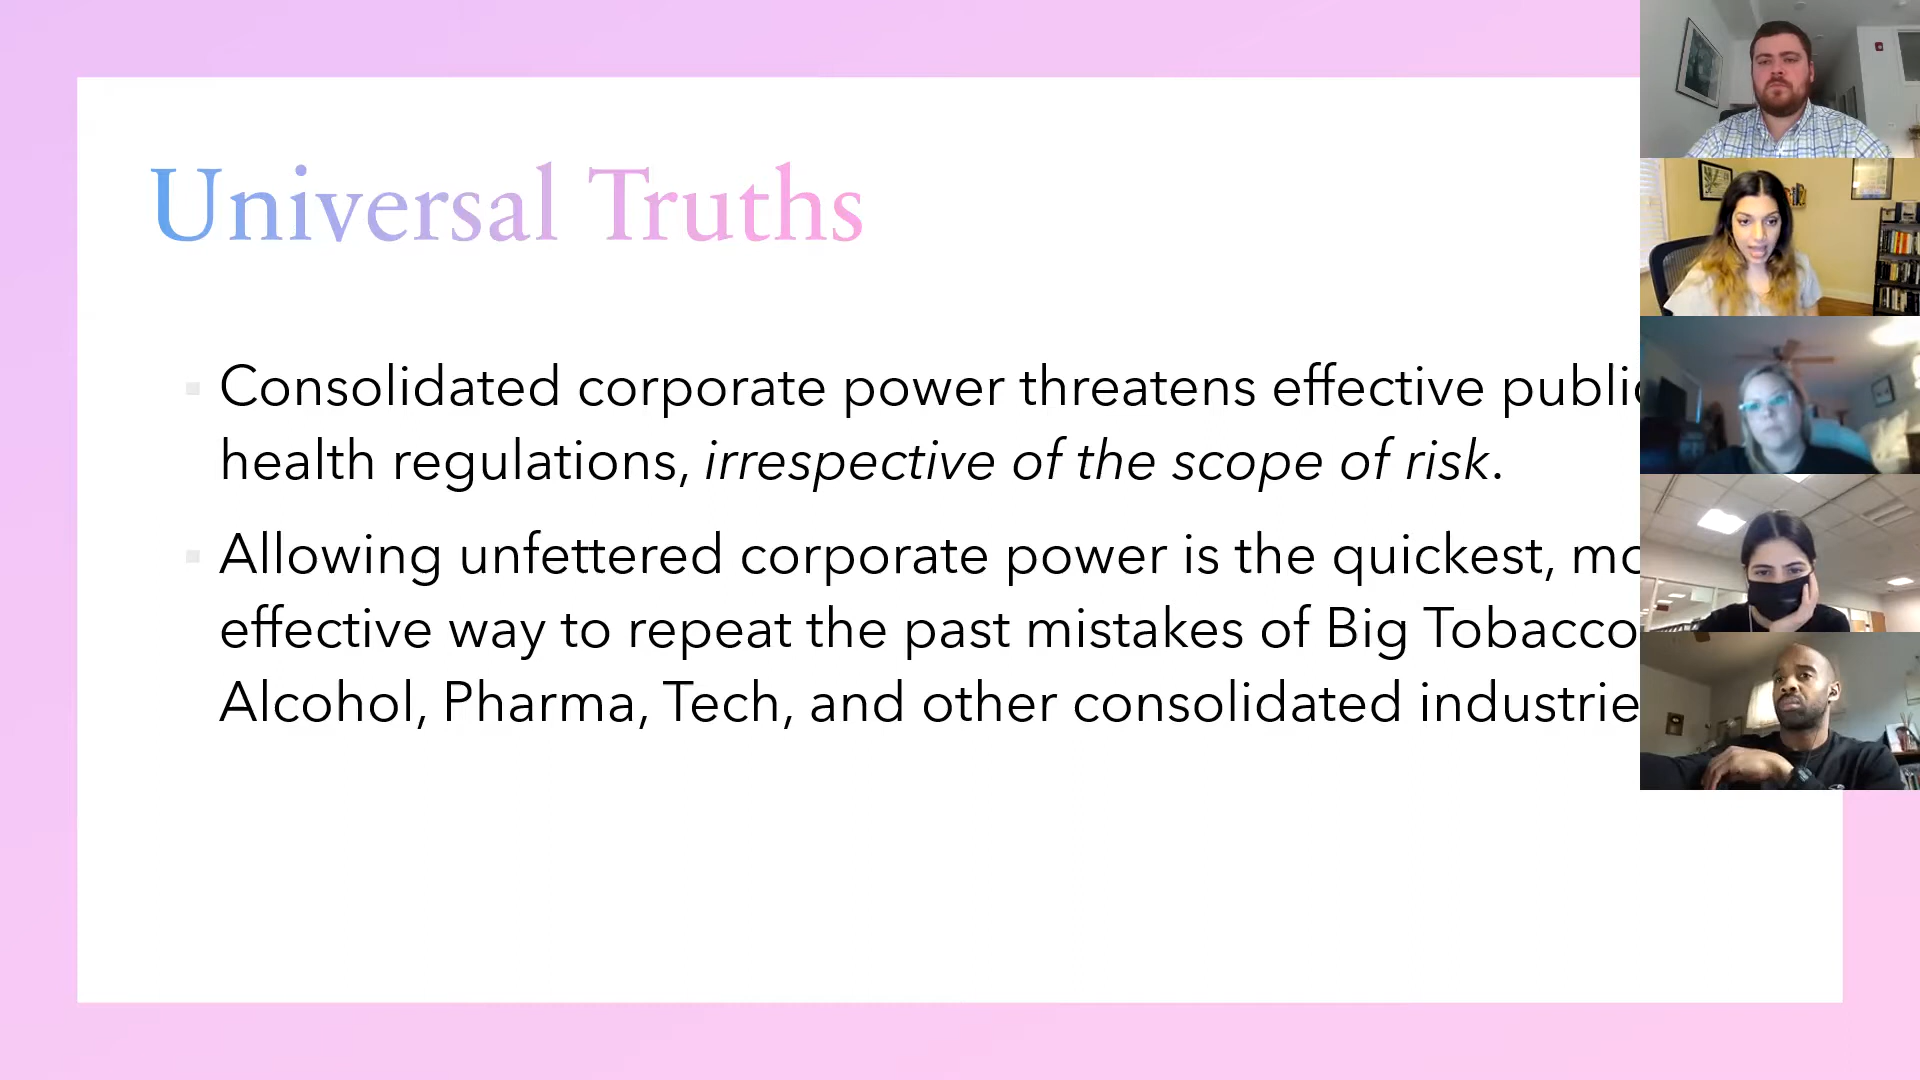 Universal Truths
Consolidated corporate power threatens effective public
health regulations, irrespective of the scope of risk.
Allowing unfettered corporate power is the quickest,
effective way to repeat the past mistakes of Big Tobacco
Alcohol, Pharma, Tech, and other consolidated industrie